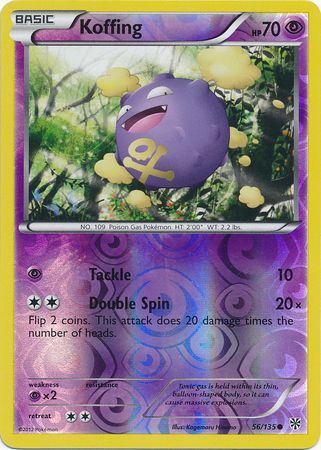 BASIC
Koffing
HP70
NO. 109 Poison Gas Pokémon. HT: 2'00" WT: 2.2 lbs.
Tackle 10
Double Spin 20×
Flip 2 coins. This attack does 20 damage times the
number of heads.
weakness resistance
×2
retreat
Toxic gas is held within its thin,
balloon-shaped body, so it can
cause massive explosions.
©2012 Pokémon
Illus. Kagemaru Himeno
56/135